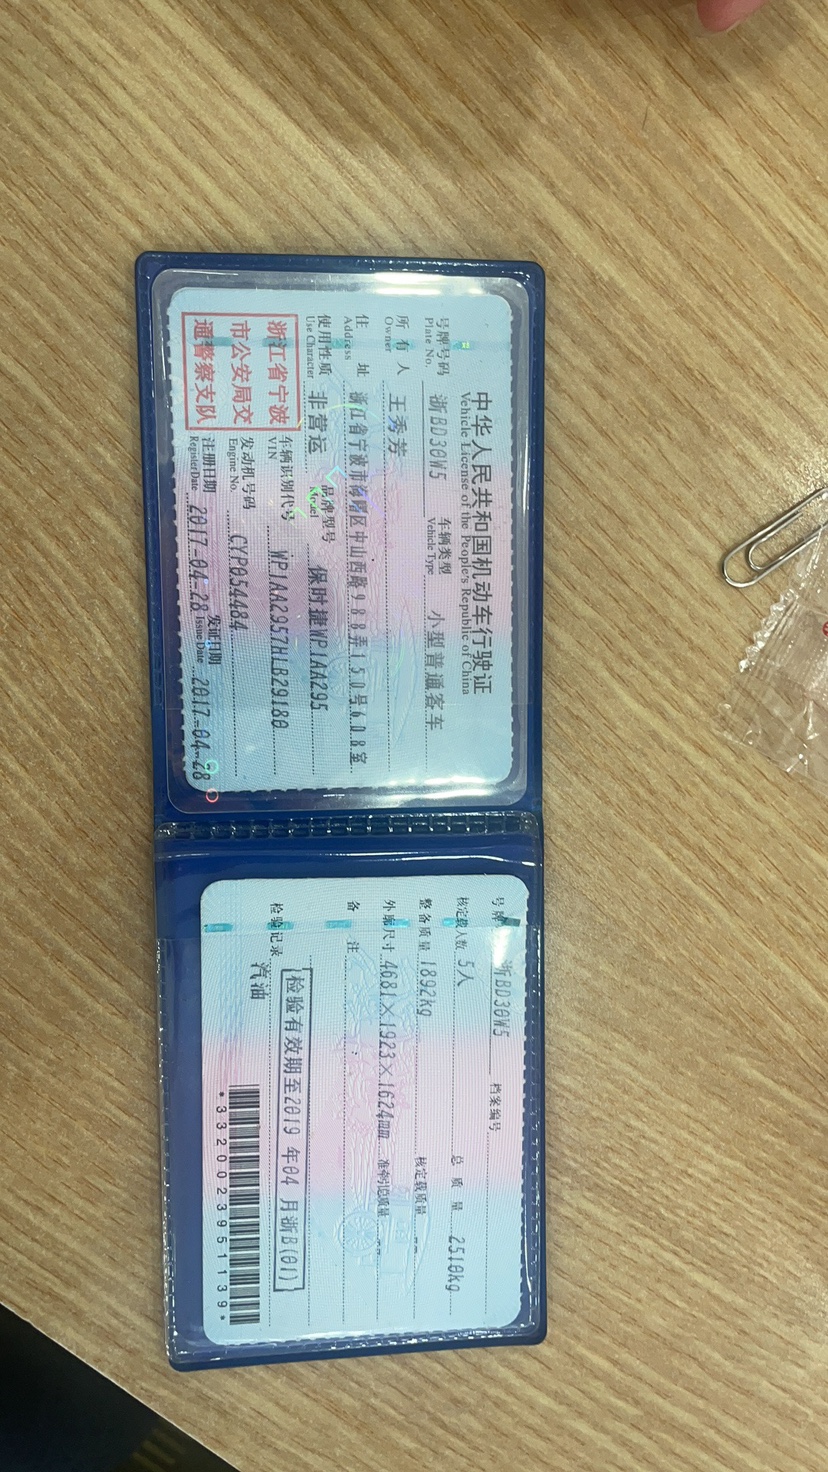 中华人民共和国机动车行驶证
Vehicle License of the People's Republic of China
号牌号码 浙BD30W5 车辆类型 小型普通客车
Plate No. Vehicle Type
所有人 王秀芳
Owner
住址 浙江省宁波市海曙区中山西路988弄150号608室
Address
使用性质 非营运 品牌型号 保时捷WP1AA295
Use Character Model
浙江省宁波
市公安局交
通警察支队
车辆识别代号 WP1AA2957HLB29180
VIN
发动机号码 CYP054484
Engine No.
注册日期 2017-04-28 发证日期 2017-04-28
Register Date Issue Date
号牌 浙BD30W5 档案编号
核定载人数 5人 总质量 2510kg
整备质量 1892kg 核定载质量 --
外廓尺寸 4681×1923×1624mm 准牵引总质量 --
备注
检验记录 检验有效期至2019年04月浙B(01)
汽油
*3320023951139*